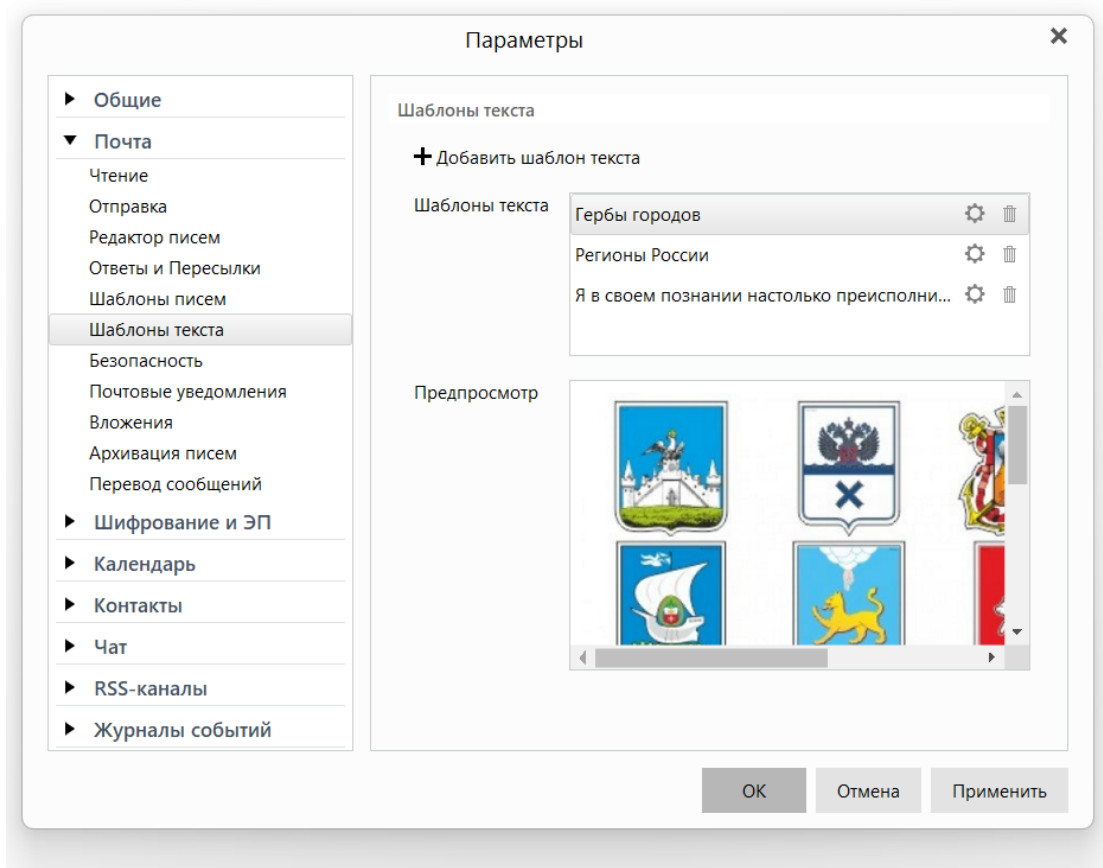 Параметры
Общие
Почта
Чтение
Отправка
Редактор писем
Ответы и Пересылки
Шаблоны писем
Шаблоны текста
Безопасность
Почтовые уведомления
Вложения
Архивация писем
Перевод сообщений
Шифрование и ЭП
Календарь
Контакты
Чат
RSS-каналы
Журналы событий
Шаблоны текста
Добавить шаблон текста
Шаблоны текста
Гербы городов
Регионы России
Я в своем познании настолько преисполни...
Предпросмотр
ОК
Отмена
Применить